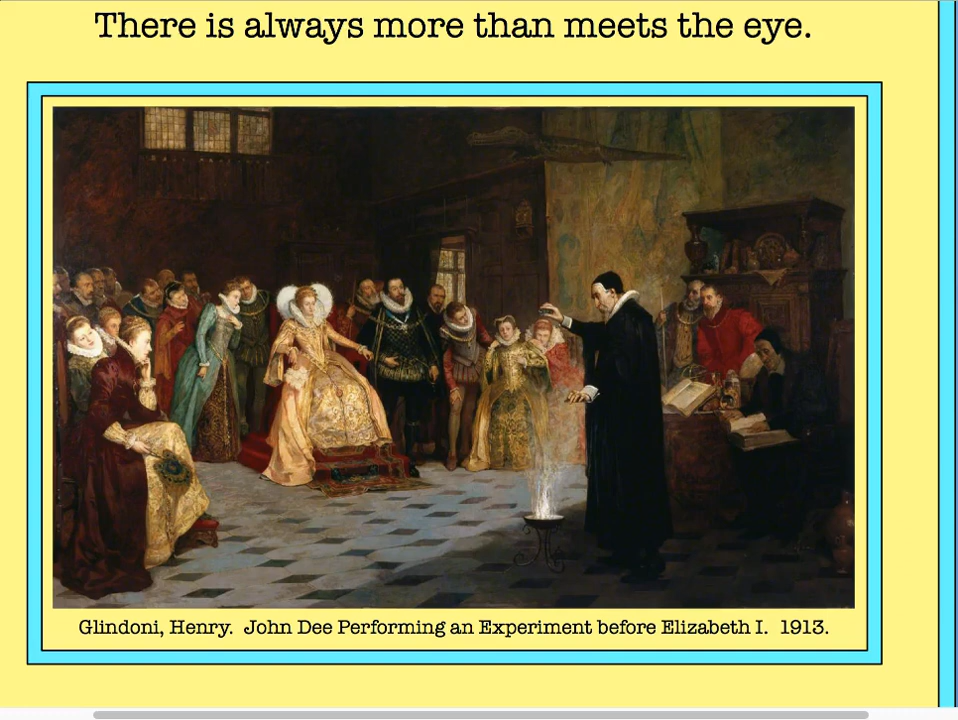 There is always more than meets the eye.
Glindoni, Henry.  John Dee Performing an Experiment before Elizabeth I.  1913.